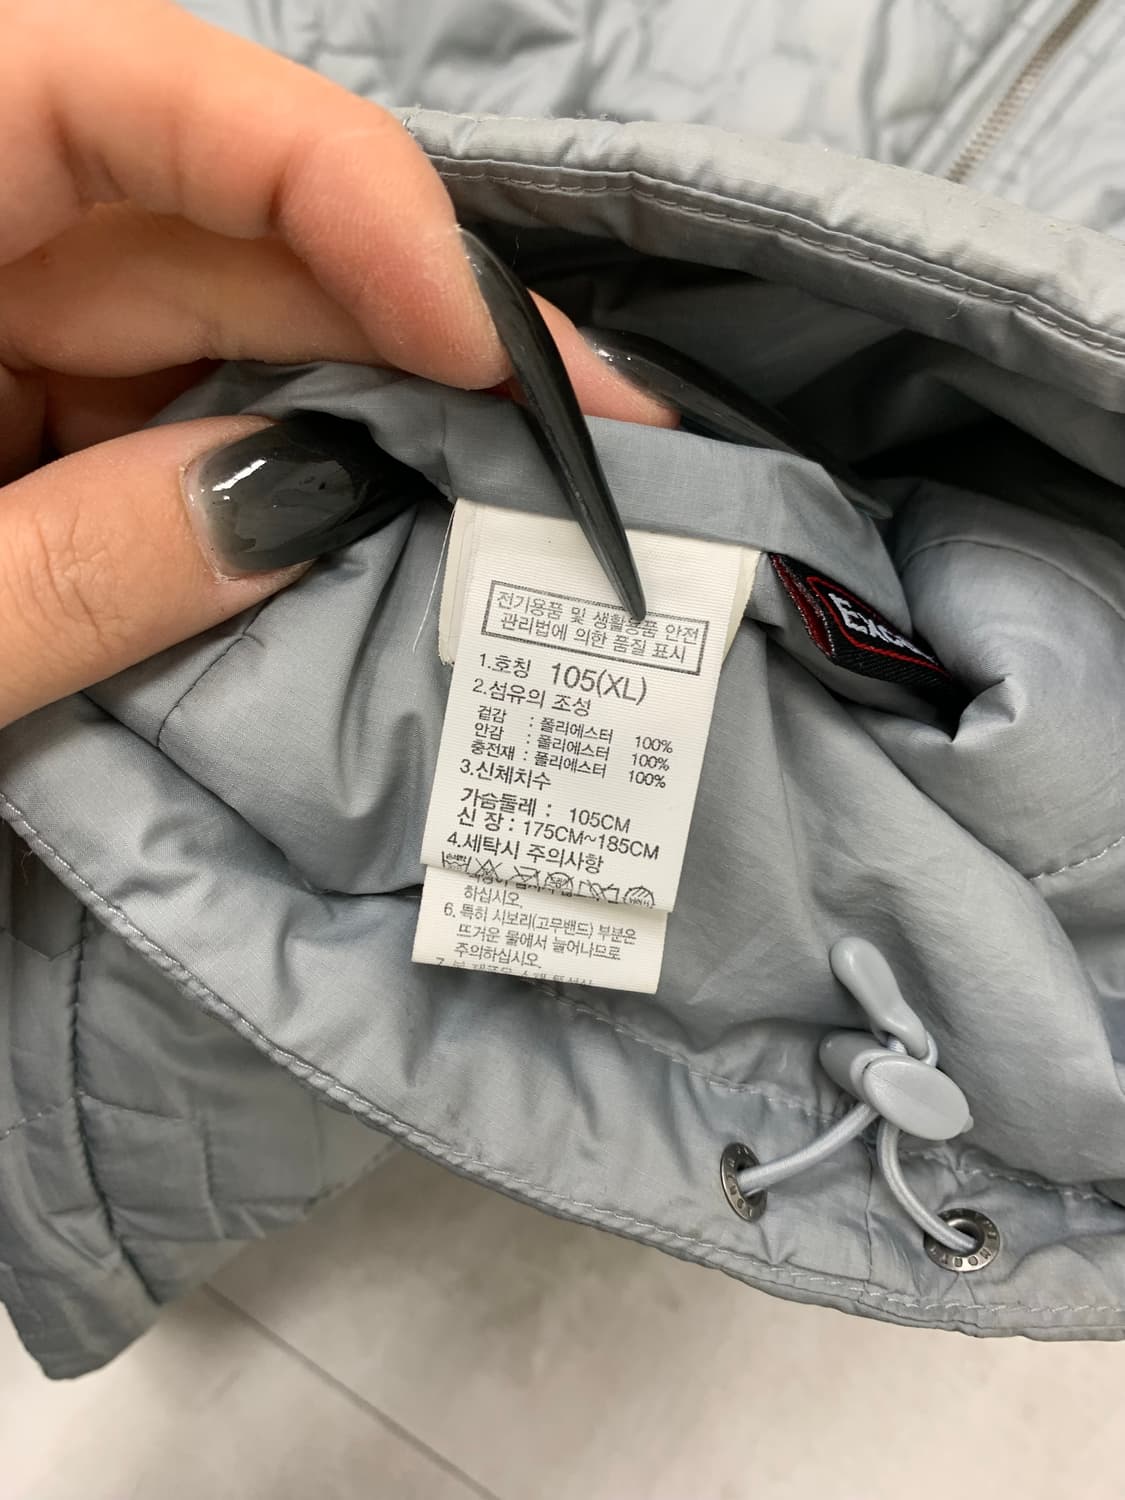 전기용품 및 생활용품 안전
관리법에 의한 품질 표시
1.호칭 105(XL)
2.섬유의 조성
겉감 : 폴리에스터 100%
안감 : 폴리에스터 100%
충전재 : 폴리에스터 100%
3.신체치수
가슴둘레 : 105CM
신 장 : 175CM~185CM
4.세탁시 주의사항
하십시오.
6. 특히 시보리(고무밴드) 부분은
뜨거운 물에서 늘어나므로
주의하십시오.